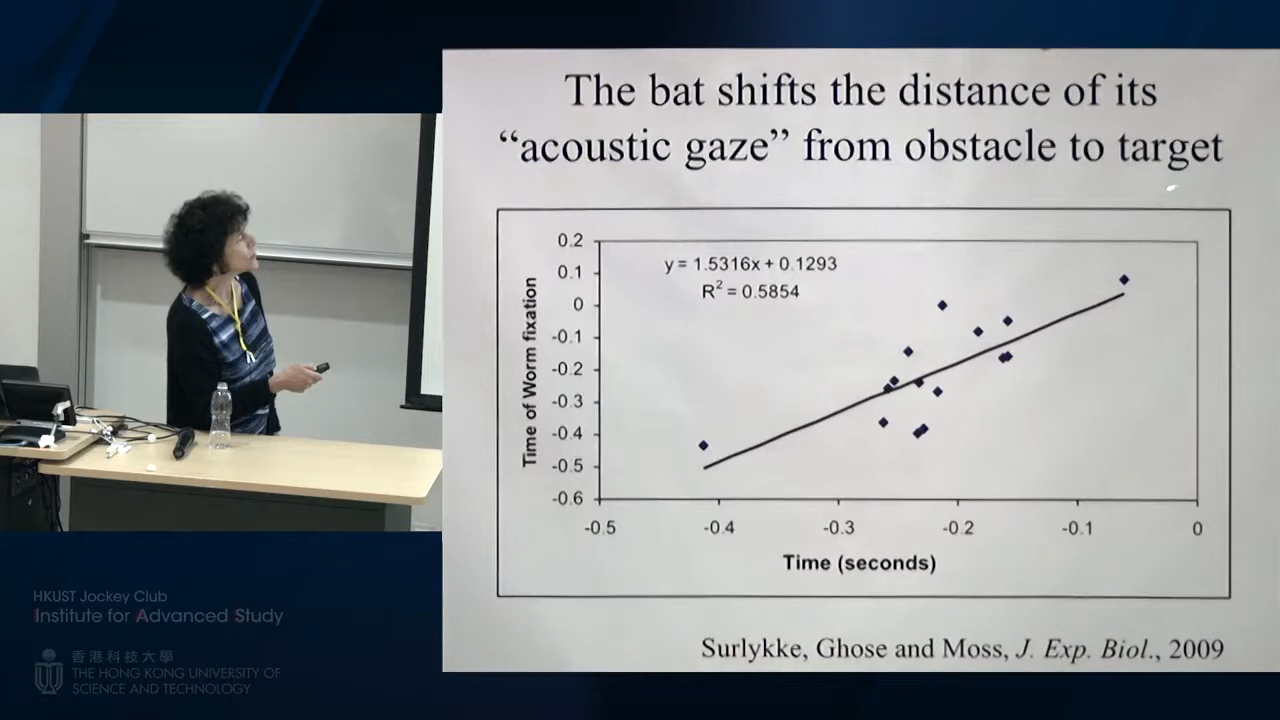 The bat shifts the distance of its
“acoustic gaze” from obstacle to target
0.2
0.1
0
-0.1
-0.2
-0.3
-0.4
-0.5
-0.6
Time of Worm fixation
y = 1.5316x + 0.1293
R² = 0.5854
-0.5 -0.4 -0.3 -0.2 -0.1 0
Time (seconds)
Surlykke, Ghose and Moss, J. Exp. Biol., 2009
HKUST Jockey Club
Institute for Advanced Study
香港科技大學
THE HONG KONG UNIVERSITY OF
SCIENCE AND TECHNOLOGY